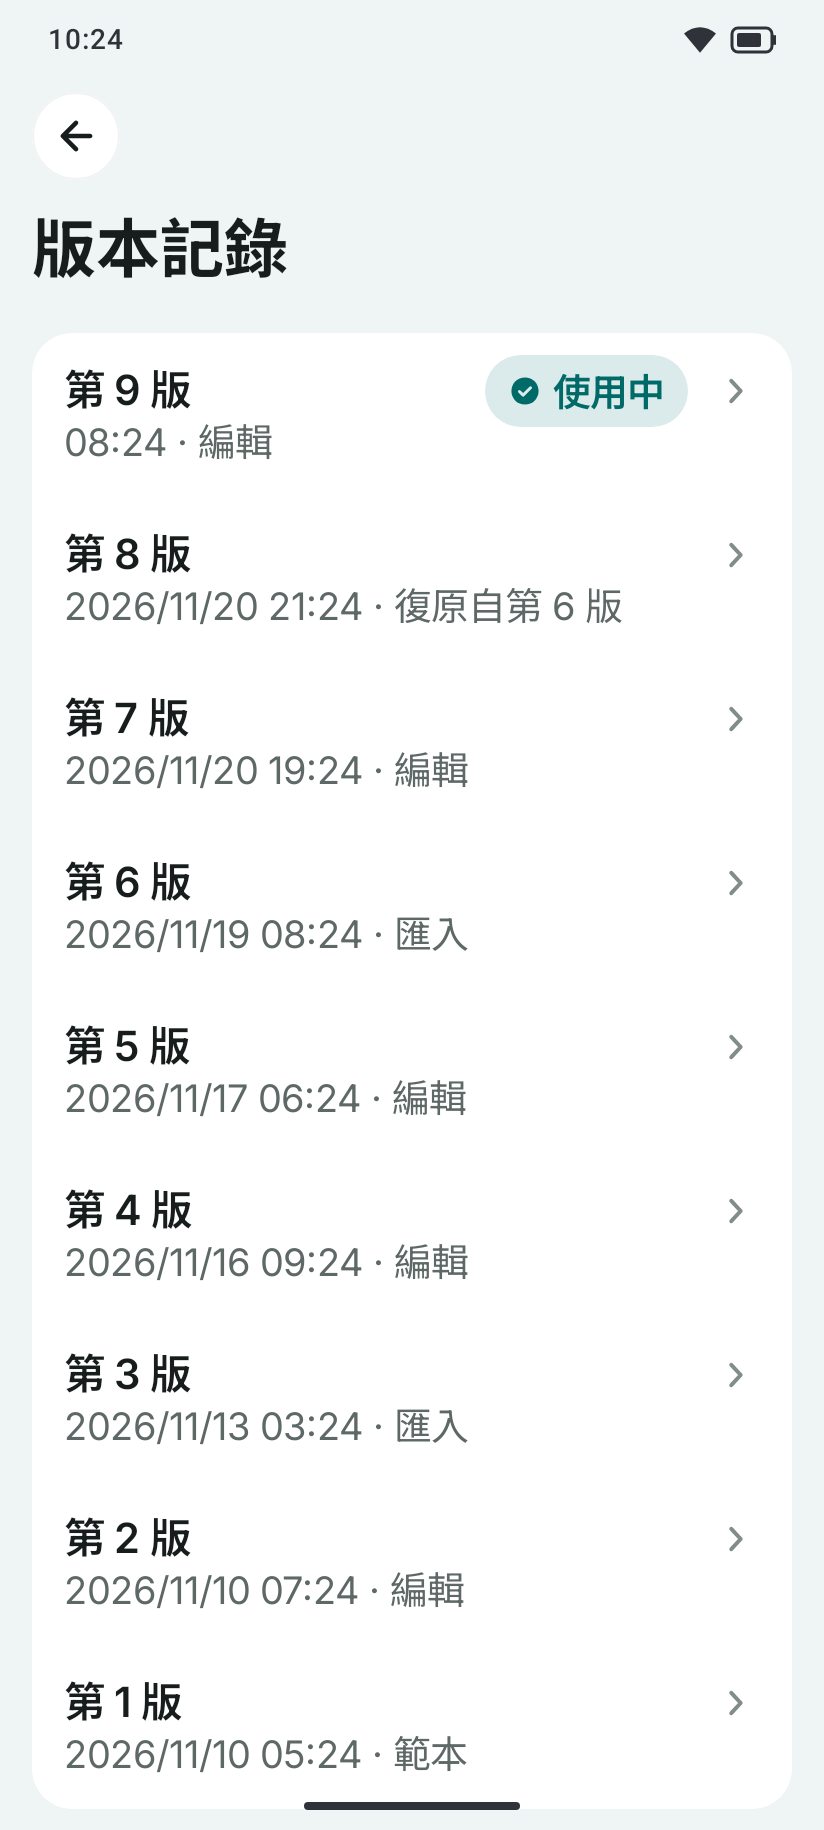 10:24
版本記錄
第 9 版
使用中
08:24 · 編輯
第 8 版
2026/11/20 21:24 · 復原自第 6 版
第 7 版
2026/11/20 19:24 · 編輯
第 6 版
2026/11/19 08:24 · 匯入
第 5 版
2026/11/17 06:24 · 編輯
第 4 版
2026/11/16 09:24 · 編輯
第 3 版
2026/11/13 03:24 · 匯入
第 2 版
2026/11/10 07:24 · 編輯
第 1 版
2026/11/10 05:24 · 範本